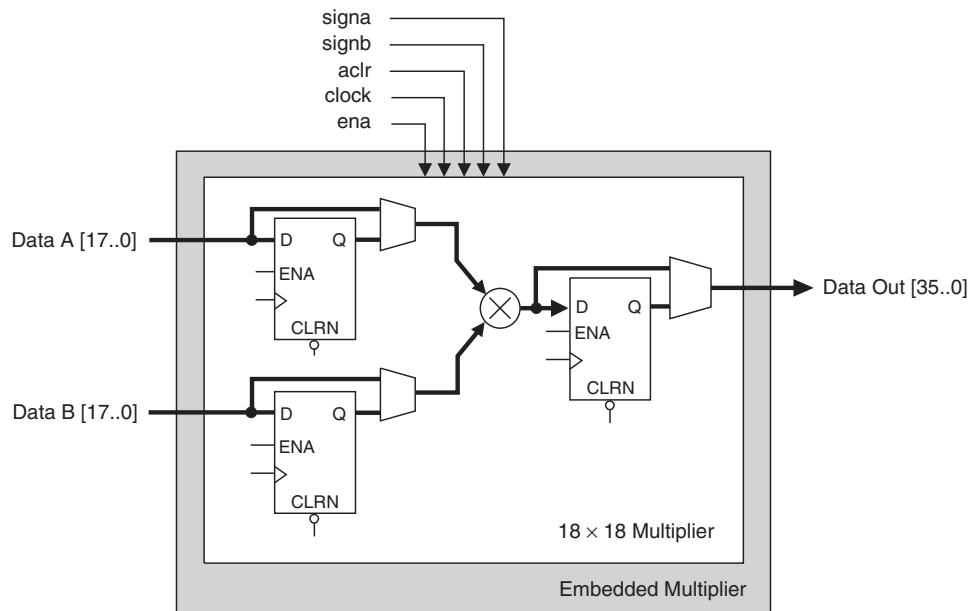 signa
signb
aclr
clock
ena
Data A [17..0]
D Q
ENA
CLRN
Data B [17..0]
D Q
ENA
CLRN
D Q
ENA
CLRN
Data Out [35..0]
18 × 18 Multiplier
Embedded Multiplier